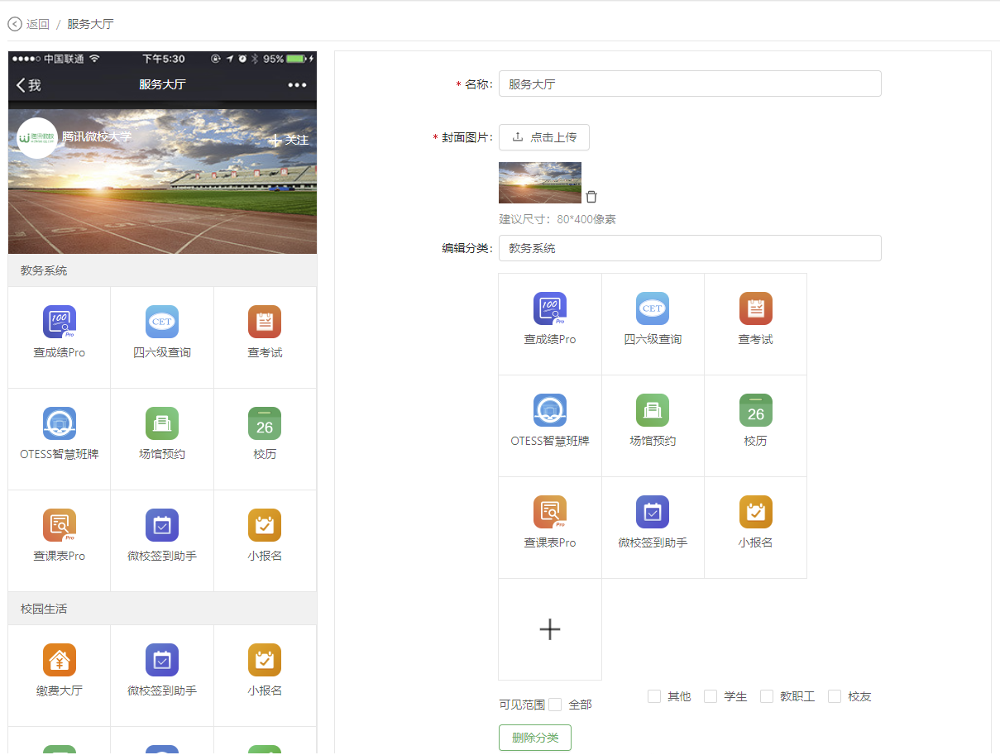 返回 / 服务大厅
中国联通 下午5:30 95%
我 服务大厅
腾讯微校大学 + 关注
教务系统
查成绩Pro 四六级查询 查考试
OTESS智慧班牌 场馆预约 校历
查课表Pro 微校签到助手 小报名
校园生活
缴费大厅 微校签到助手 小报名
* 名称: 服务大厅
* 封面图片: 点击上传
建议尺寸：80*400像素
编辑分类: 教务系统
100 Pro CET
查成绩Pro 四六级查询 查考试
26
OTESS智慧班牌 场馆预约 校历
Pro
查课表Pro 微校签到助手 小报名
可见范围 全部 其他 学生 教职工 校友
删除分类